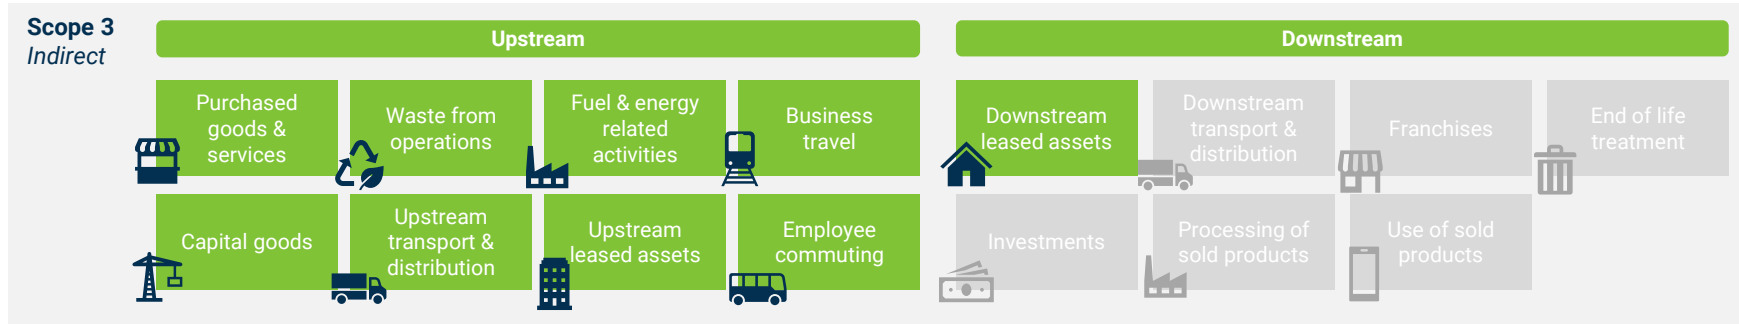 Scope 3
Indirect
Upstream
Downstream
Purchased
goods &
services
Waste from
operations
Fuel & energy
related
activities
Business
travel
Downstream
leased assets
Downstream
transport &
distribution
Franchises
End of life
treatment
Capital goods
Upstream
transport &
distribution
Upstream
leased assets
Employee
commuting
Investments
Processing of
sold products
Use of sold
products